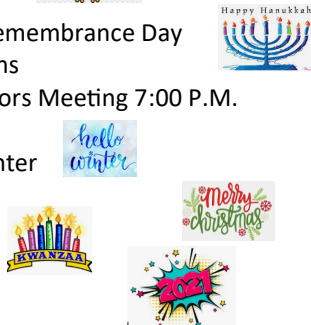 Happy Hanukkah
emembrance Day
ns
ors Meeting 7:00 P.M.
hello
winter
nter
Merry
christmas
KWANZAA
2021